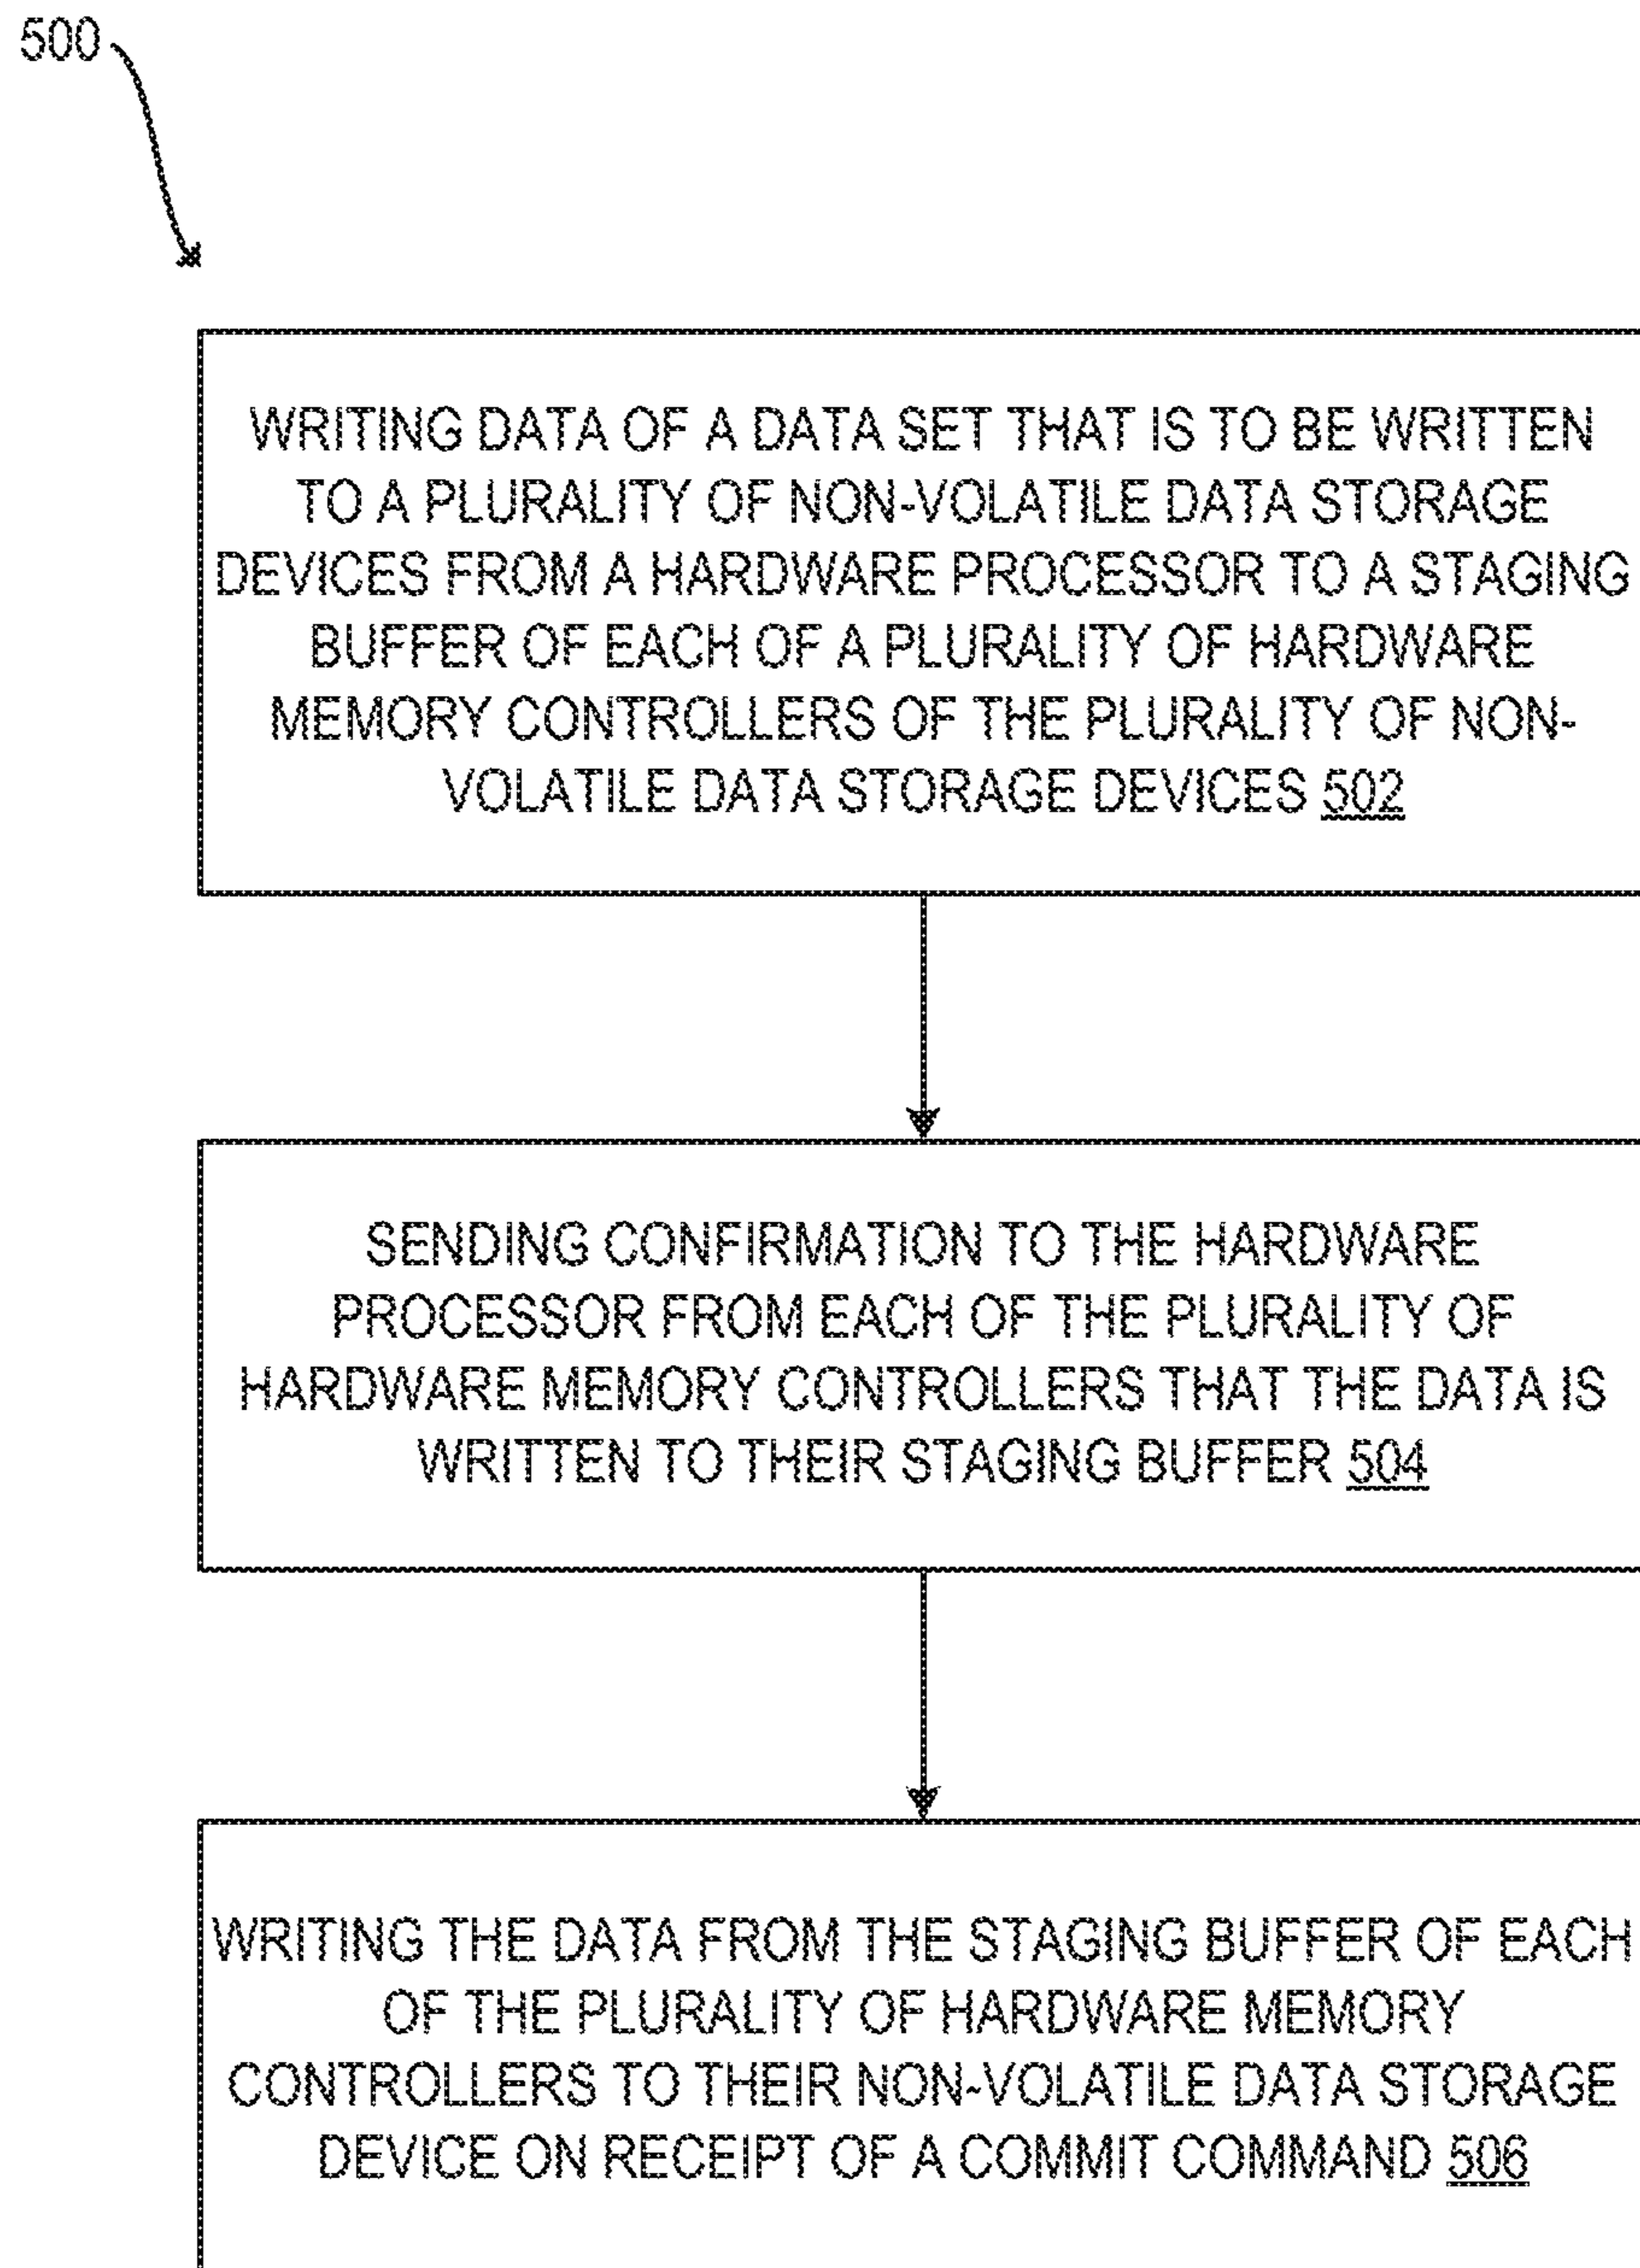 500
WRITING DATA OF A DATA SET THAT IS TO BE WRITTEN
TO A PLURALITY OF NON-VOLATILE DATA STORAGE
DEVICES FROM A HARDWARE PROCESSOR TO A STAGING
BUFFER OF EACH OF A PLURALITY OF HARDWARE
MEMORY CONTROLLERS OF THE PLURALITY OF NON-
VOLATILE DATA STORAGE DEVICES 502
SENDING CONFIRMATION TO THE HARDWARE
PROCESSOR FROM EACH OF THE PLURALITY OF
HARDWARE MEMORY CONTROLLERS THAT THE DATA IS
WRITTEN TO THEIR STAGING BUFFER 504
WRITING THE DATA FROM THE STAGING BUFFER OF EACH
OF THE PLURALITY OF HARDWARE MEMORY
CONTROLLERS TO THEIR NON-VOLATILE DATA STORAGE
DEVICE ON RECEIPT OF A COMMIT COMMAND 506